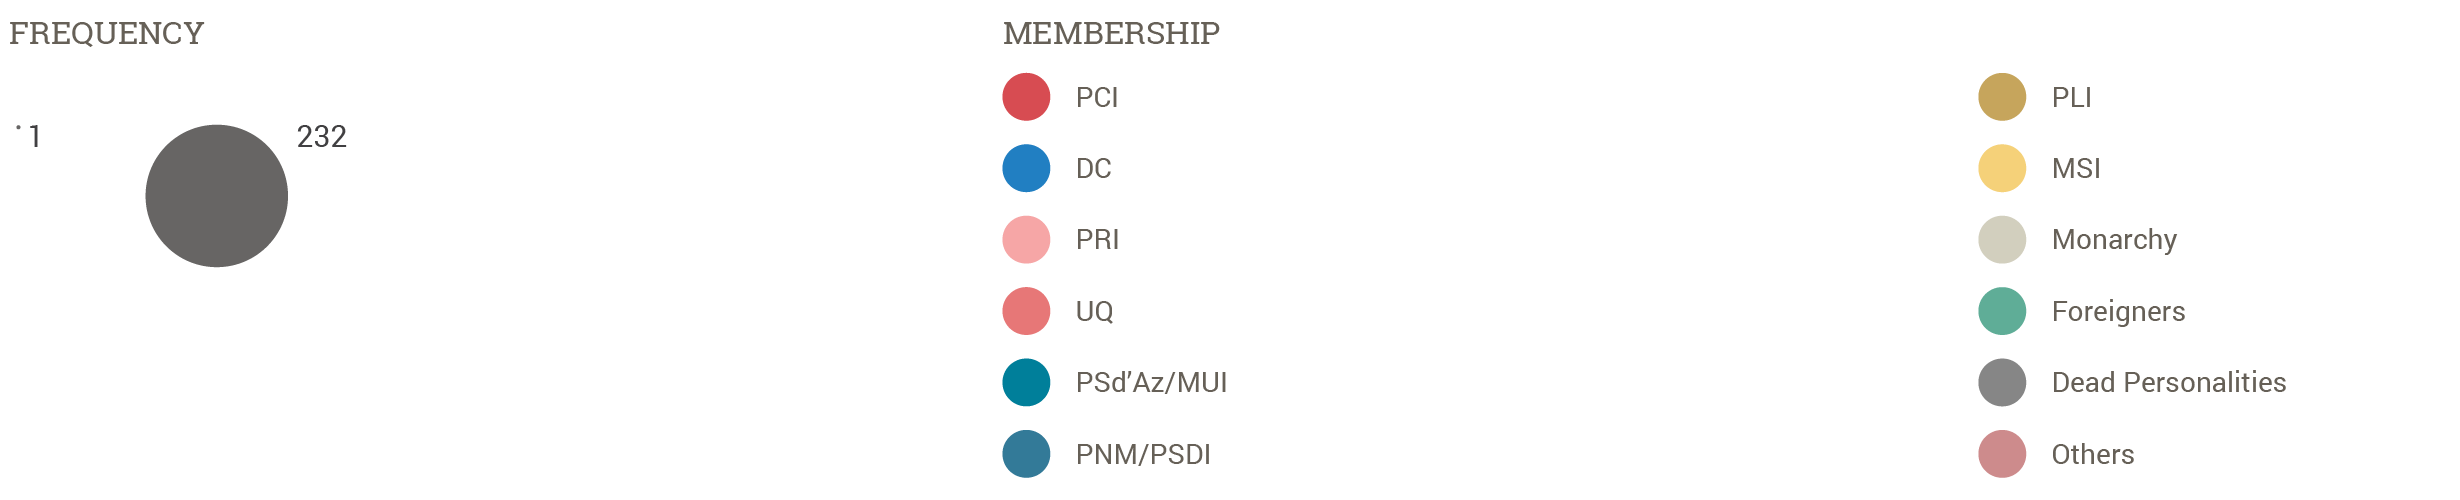 FREQUENCY
1
232
MEMBERSHIP
PCI
DC
PRI
UQ
PSd’Az/MUI
PNM/PSDI
PLI
MSI
Monarchy
Foreigners
Dead Personalities
Others